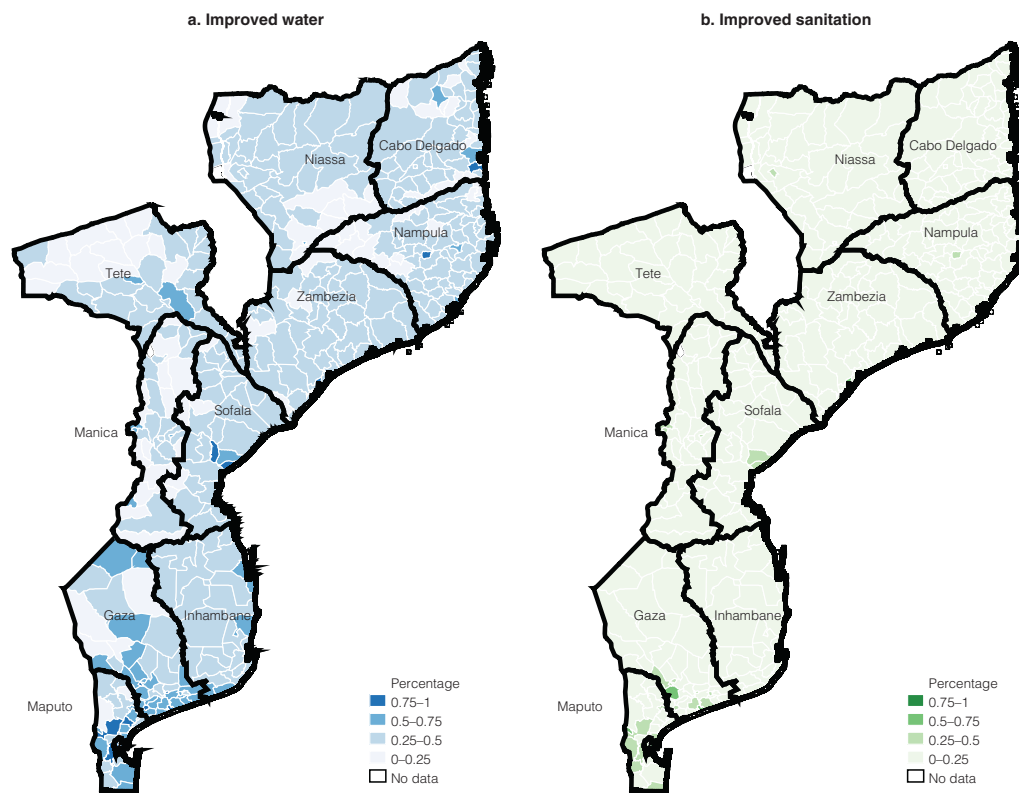 a. Improved water
Niassa
Cabo Delgado
Nampula
Tete
Zambezia
Sofala
Manica
Gaza
Inhambane
Maputo
Percentage
0.75–1
0.5–0.75
0.25–0.5
0–0.25
No data
b. Improved sanitation
Niassa
Cabo Delgado
Nampula
Tete
Zambezia
Sofala
Manica
Gaza
Inhambane
Maputo
Percentage
0.75–1
0.5–0.75
0.25–0.5
0–0.25
No data